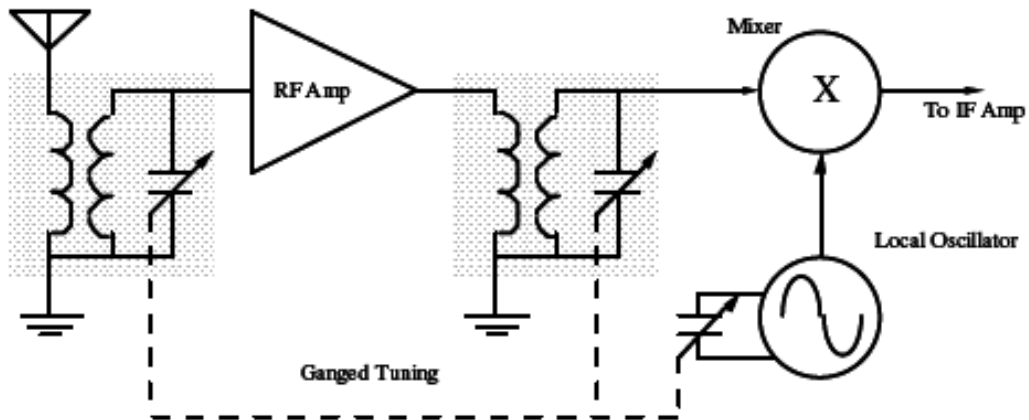 Mixer
RF Amp
X
To IF Amp
Local Oscillator
Ganged Tuning